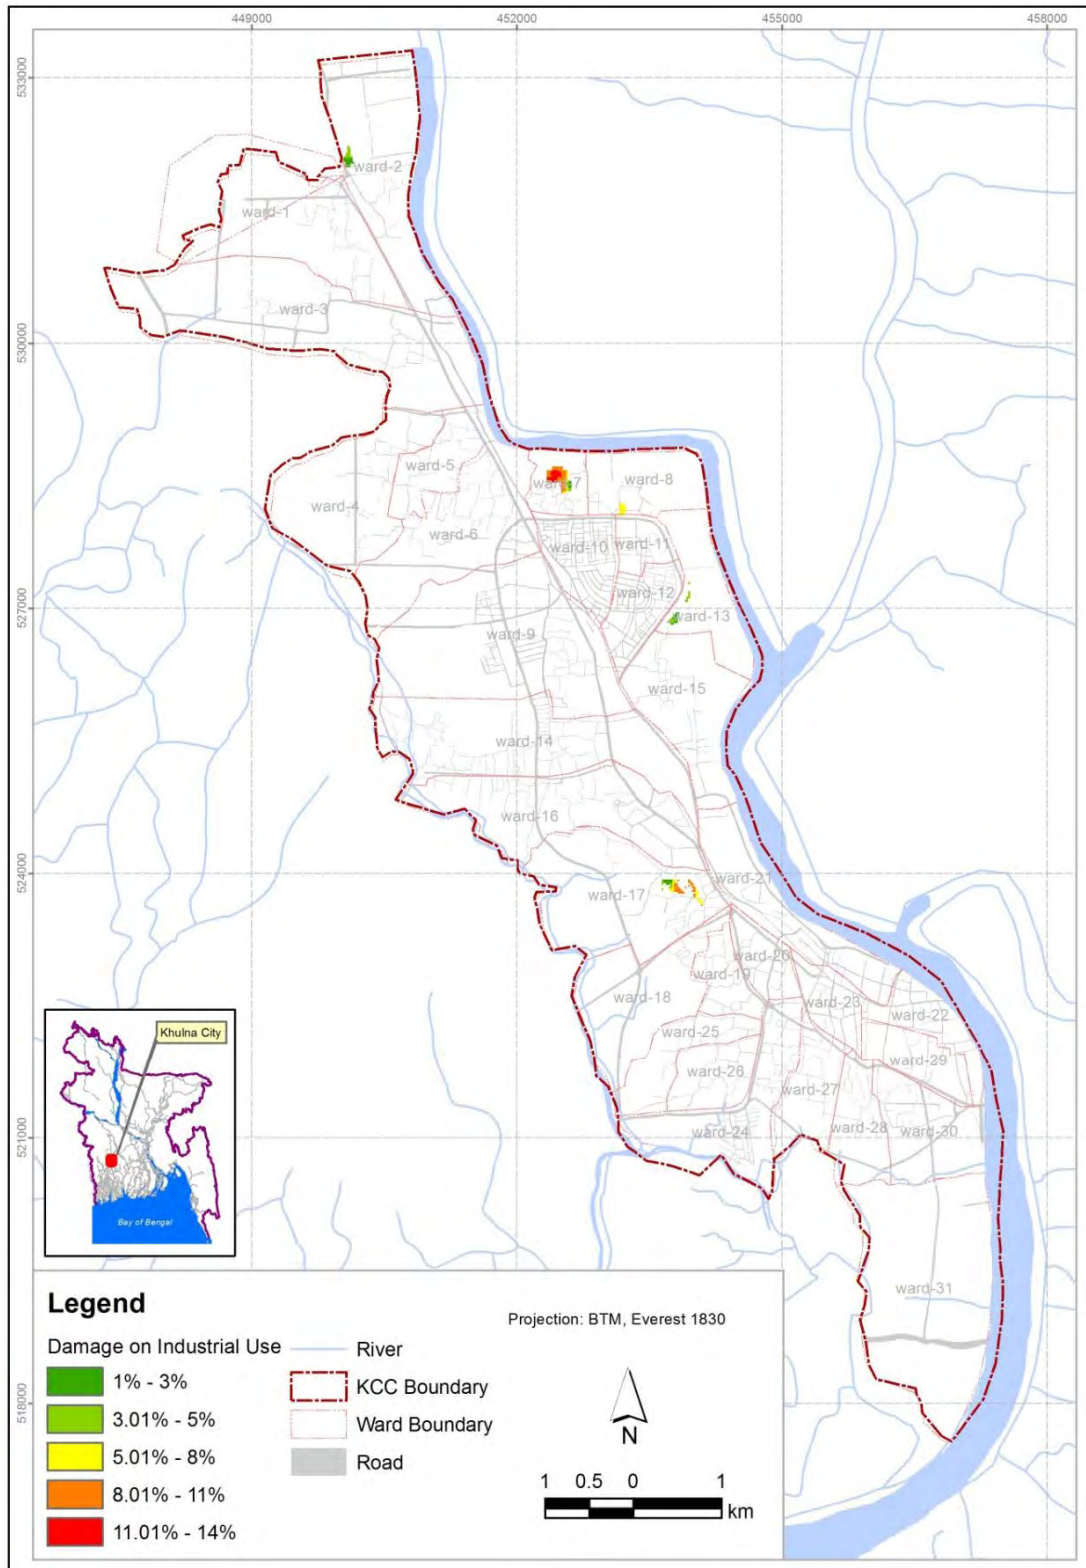 449000
452000
455000
458000
533000
ward-2
ward-1
ward-3
530000
ward-5
ward-7
ward-8
ward-4
ward-6
ward-10
ward-11
ward-12
527000
ward-13
ward-9
ward-15
ward-14
ward-16
524000
ward-21
ward-17
ward-20
ward-19
ward-18
ward-23
ward-22
ward-25
ward-29
ward-26
ward-27
521000
ward-24
ward-28
ward-30
Khulna City
Bay of Bengal
ward-31
Legend
Projection: BTM, Everest 1830
Damage on Industrial Use
1% - 3%
3.01% - 5%
5.01% - 8%
8.01% - 11%
11.01% - 14%
River
KCC Boundary
Ward Boundary
Road
N
1 0.5 0 1
km
518000